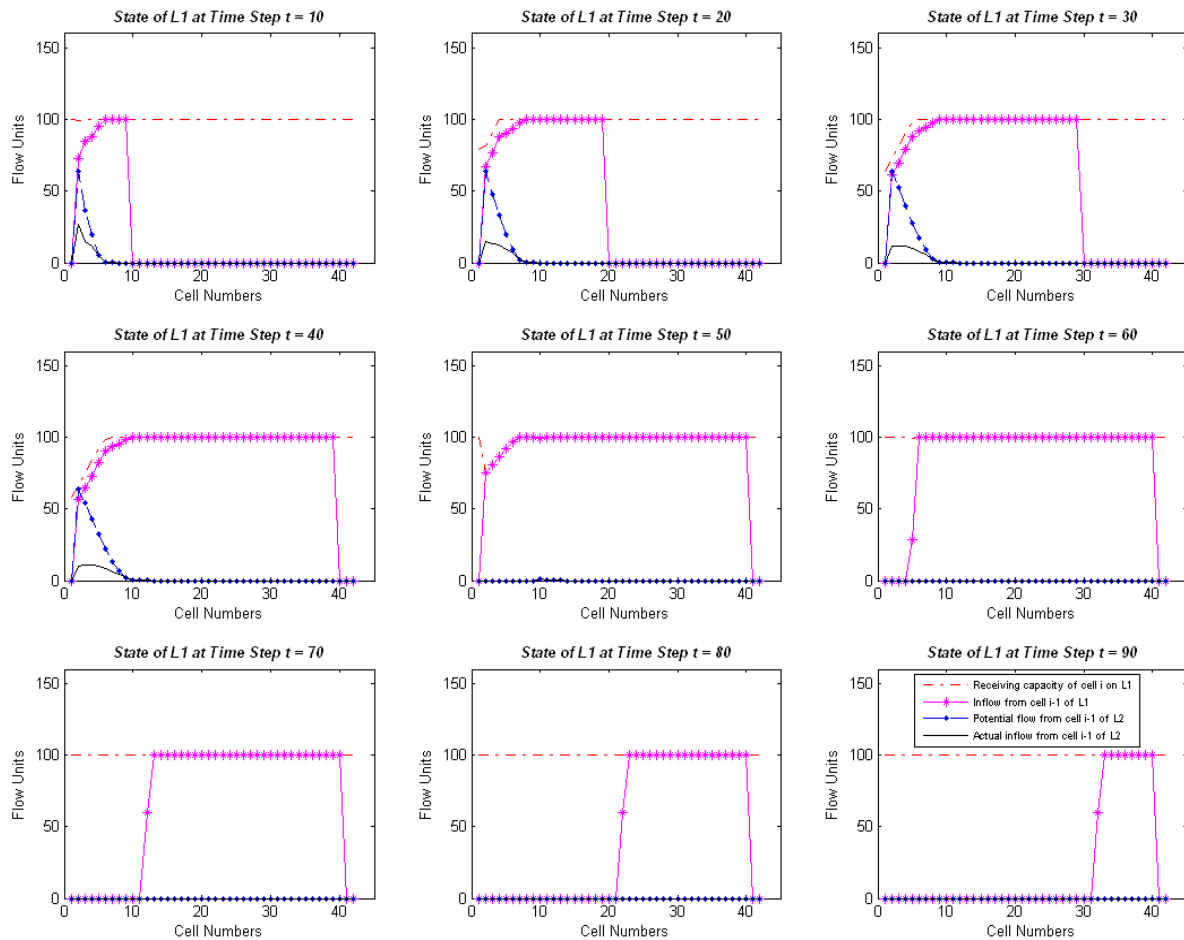 State of L1 at Time Step t = 10
150
100
50
0
Flow Units
0 10 20 30 40
Cell Numbers
State of L1 at Time Step t = 20
150
100
50
0
Flow Units
0 10 20 30 40
Cell Numbers
State of L1 at Time Step t = 30
150
100
50
0
Flow Units
0 10 20 30 40
Cell Numbers
State of L1 at Time Step t = 40
150
100
50
0
Flow Units
0 10 20 30 40
Cell Numbers
State of L1 at Time Step t = 50
150
100
50
0
Flow Units
0 10 20 30 40
Cell Numbers
State of L1 at Time Step t = 60
150
100
50
0
Flow Units
0 10 20 30 40
Cell Numbers
State of L1 at Time Step t = 70
150
100
50
0
Flow Units
0 10 20 30 40
Cell Numbers
State of L1 at Time Step t = 80
150
100
50
0
Flow Units
0 10 20 30 40
Cell Numbers
State of L1 at Time Step t = 90
Receiving capacity of cell i on L1
Inflow from cell i-1 of L1
Potential flow from cell i-1 of L2
Actual inflow from cell i-1 of L2
150
100
50
0
Flow Units
0 10 20 30 40
Cell Numbers